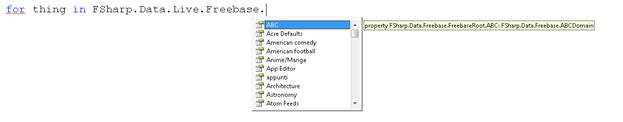 for thing in FSharp.Data.Live.Freebase.
ABC
property FSharp.Data.Freebase.FreebaseRoot.ABC: FSharp.Data.Freebase.ABCDomain
Acre Defaults
American comedy
American football
Anime/Manga
App Editor
appunti
Architecture
Astronomy
Atom Feeds